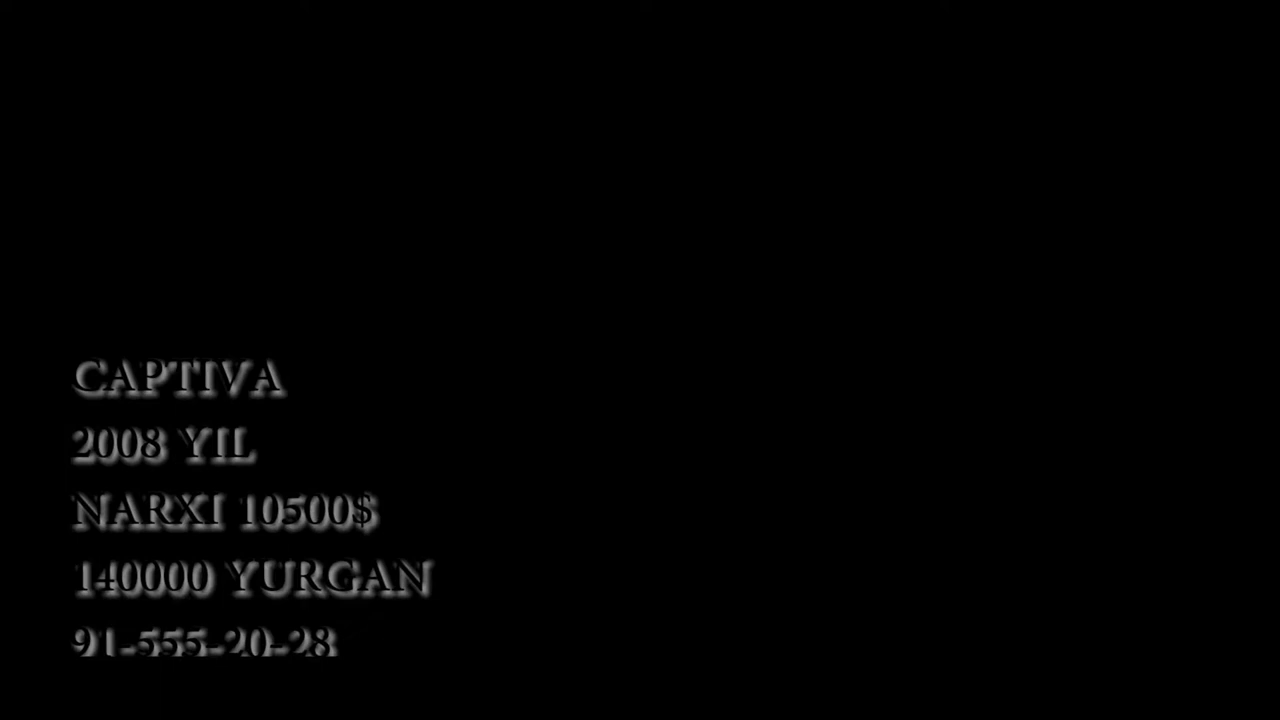 CAPTIVA
2008 YIL
NARXI 10500$
140000 YURGAN
91-555-20-28